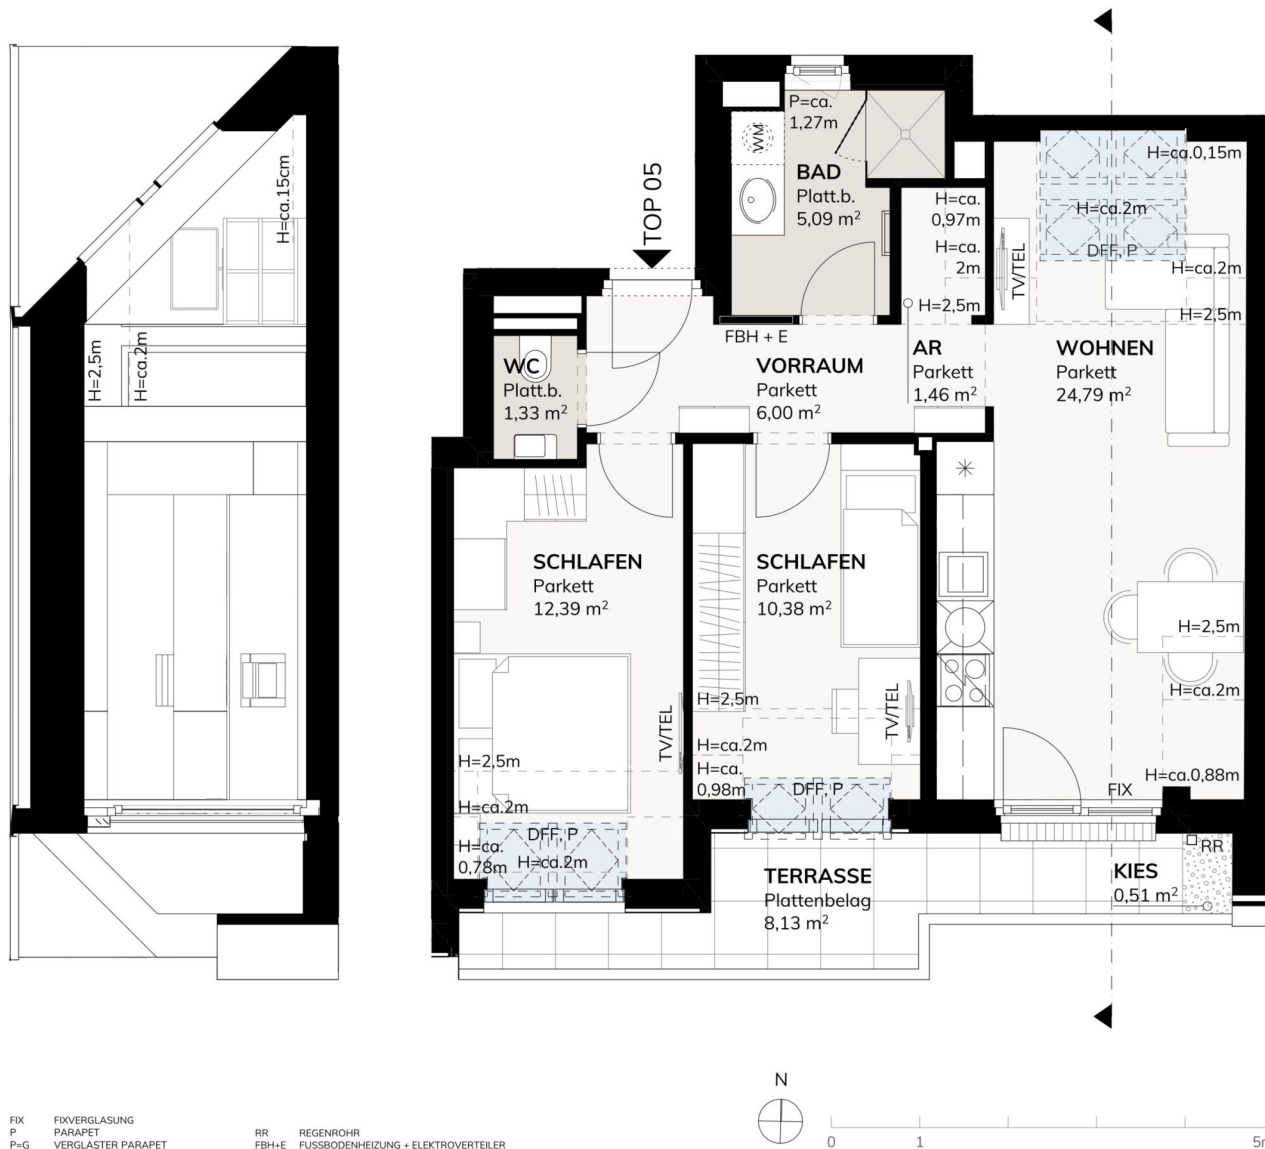 H=ca.15cm
H=2,5m
H=ca.2m
TOP 05
P=ca.
1,27m
WM
BAD
Platt.b.
5,09 m²
H=ca.
0,97m
H=ca.
2m
H=2,5m
H=ca.0,15m
H=ca.2m
DFF, P
TV/TEL
H=ca.2m
H=2,5m
FBH + E
WC
Platt.b.
1,33 m²
VORRAUM
Parkett
6,00 m²
AR
Parkett
1,46 m²
WOHNEN
Parkett
24,79 m²
SCHLAFEN
Parkett
12,39 m²
SCHLAFEN
Parkett
10,38 m²
H=2,5m
H=ca.2m
H=ca.0,88m
FIX
TV/TEL
H=2,5m
H=ca.2m
H=ca.
0,78m
DFF, P
H=ca.2m
H=2,5m
H=ca.2m
H=ca.
0,98m
DFF, P
TV/TEL
TERRASSE
Plattenbelag
8,13 m²
RR
KIES
0,51 m²
FIX FIXVERGLASUNG
P PARAPET
P=G VERGLASTER PARAPET
RR REGENROHR
FBH+E FUSSBODENHEIZUNG + ELEKTROVERTEILER
N
0 1